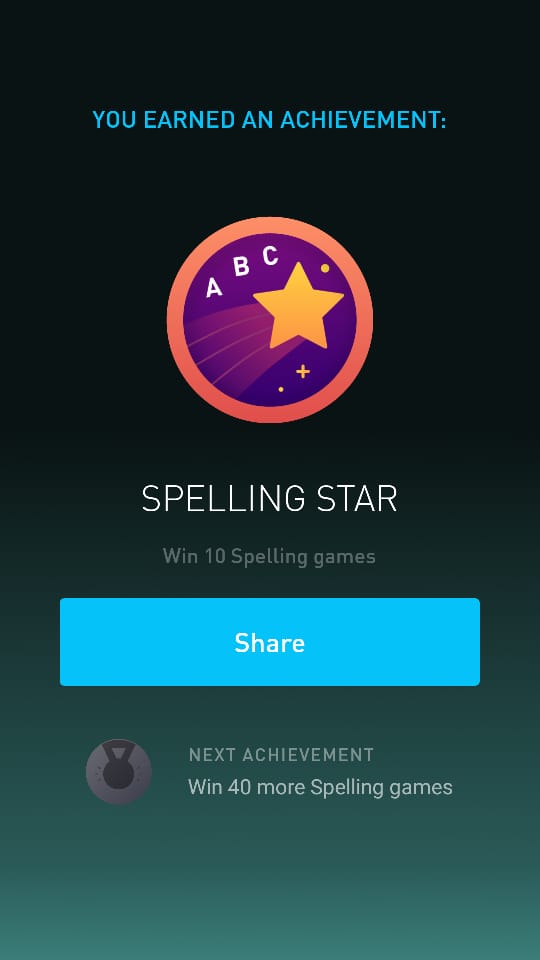 YOU EARNED AN ACHIEVEMENT:
A B C
SPELLING STAR
Win 10 Spelling games
Share
NEXT ACHIEVEMENT
Win 40 more Spelling games